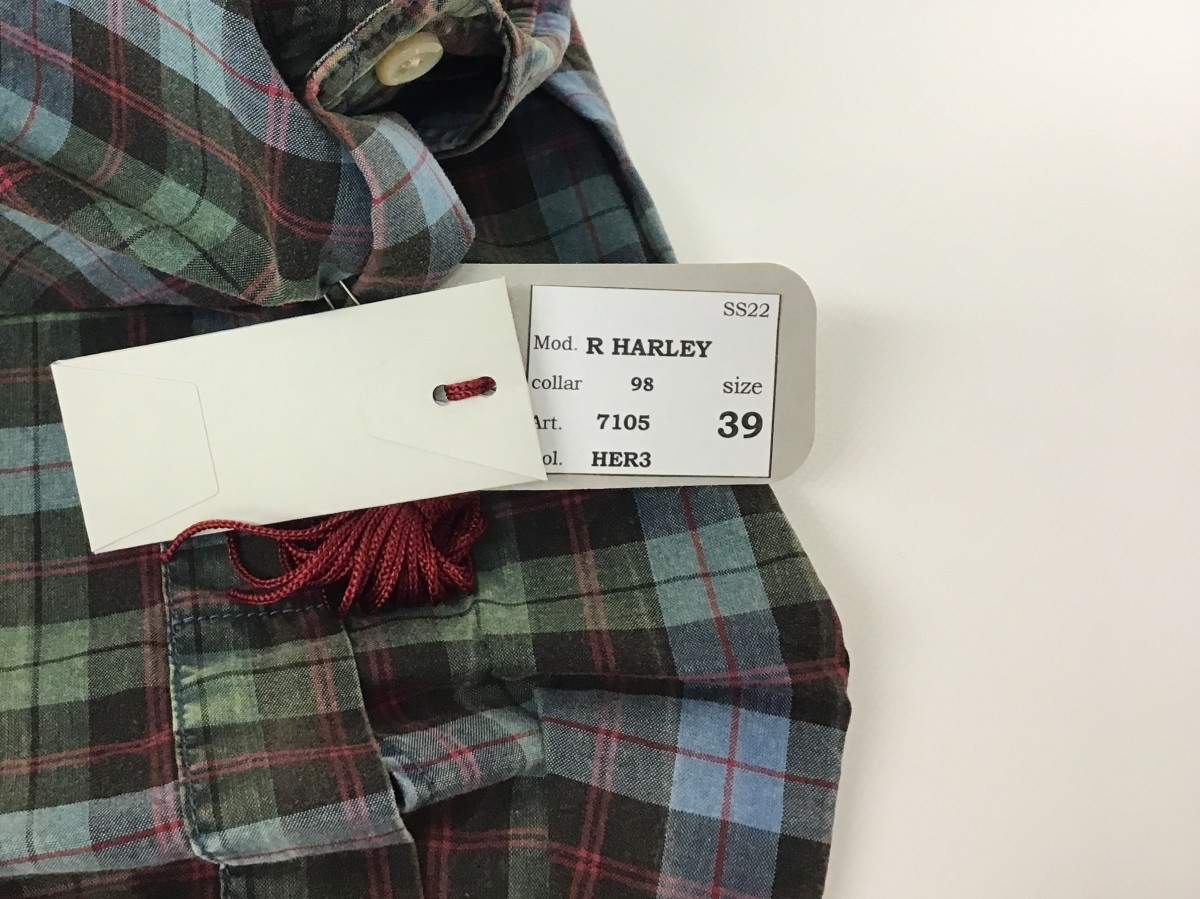 SS22
Mod. R HARLEY
collar 98 size
Art. 7105 39
ol. HER3